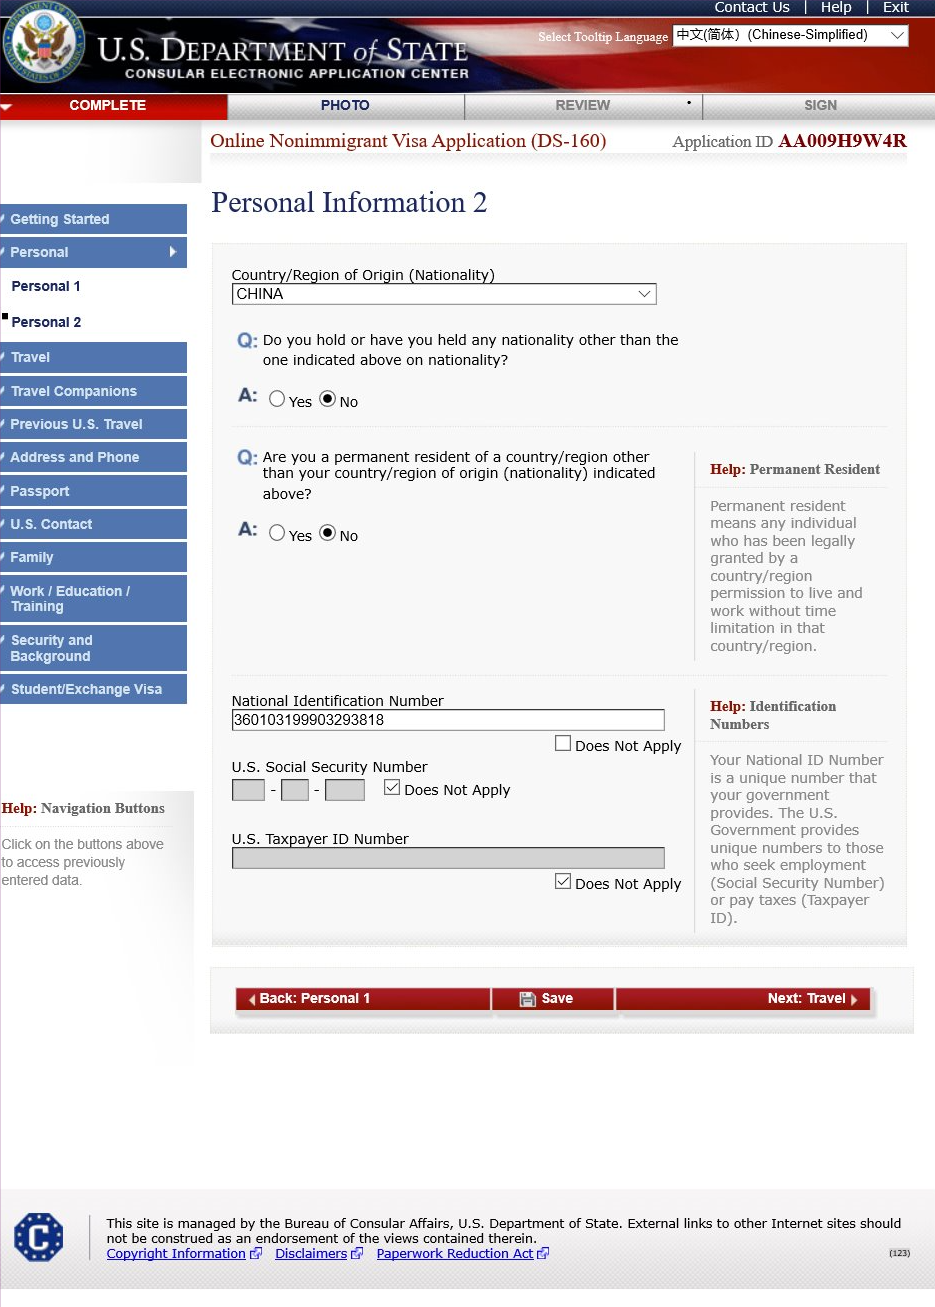 Contact Us | Help | Exit
U.S. DEPARTMENT of STATE
CONSULAR ELECTRONIC APPLICATION CENTER
Select Tooltip Language 中文(简体) (Chinese-Simplified)
COMPLETE PHOTO REVIEW SIGN
Online Nonimmigrant Visa Application (DS-160)
Application ID AA009H9W4R
Personal Information 2
Getting Started
Personal
Personal 1
Personal 2
Travel
Travel Companions
Previous U.S. Travel
Address and Phone
Passport
U.S. Contact
Family
Work / Education /
Training
Security and
Background
Student/Exchange Visa
Help: Navigation Buttons
Click on the buttons above
to access previously
entered data.
Country/Region of Origin (Nationality)
CHINA
Q: Do you hold or have you held any nationality other than the
one indicated above on nationality?
A: Yes No
Q: Are you a permanent resident of a country/region other
than your country/region of origin (nationality) indicated
above?
A: Yes No
Help: Permanent Resident
Permanent resident
means any individual
who has been legally
granted by a
country/region
permission to live and
work without time
limitation in that
country/region.
National Identification Number
360103199903293818
Does Not Apply
U.S. Social Security Number
- - Does Not Apply
U.S. Taxpayer ID Number
Does Not Apply
Help: Identification
Numbers
Your National ID Number
is a unique number that
your government
provides. The U.S.
Government provides
unique numbers to those
who seek employment
(Social Security Number)
or pay taxes (Taxpayer
ID).
Back: Personal 1 Save Next: Travel
C
This site is managed by the Bureau of Consular Affairs, U.S. Department of State. External links to other Internet sites should
not be construed as an endorsement of the views contained therein.
Copyright Information Disclaimers Paperwork Reduction Act
(123)